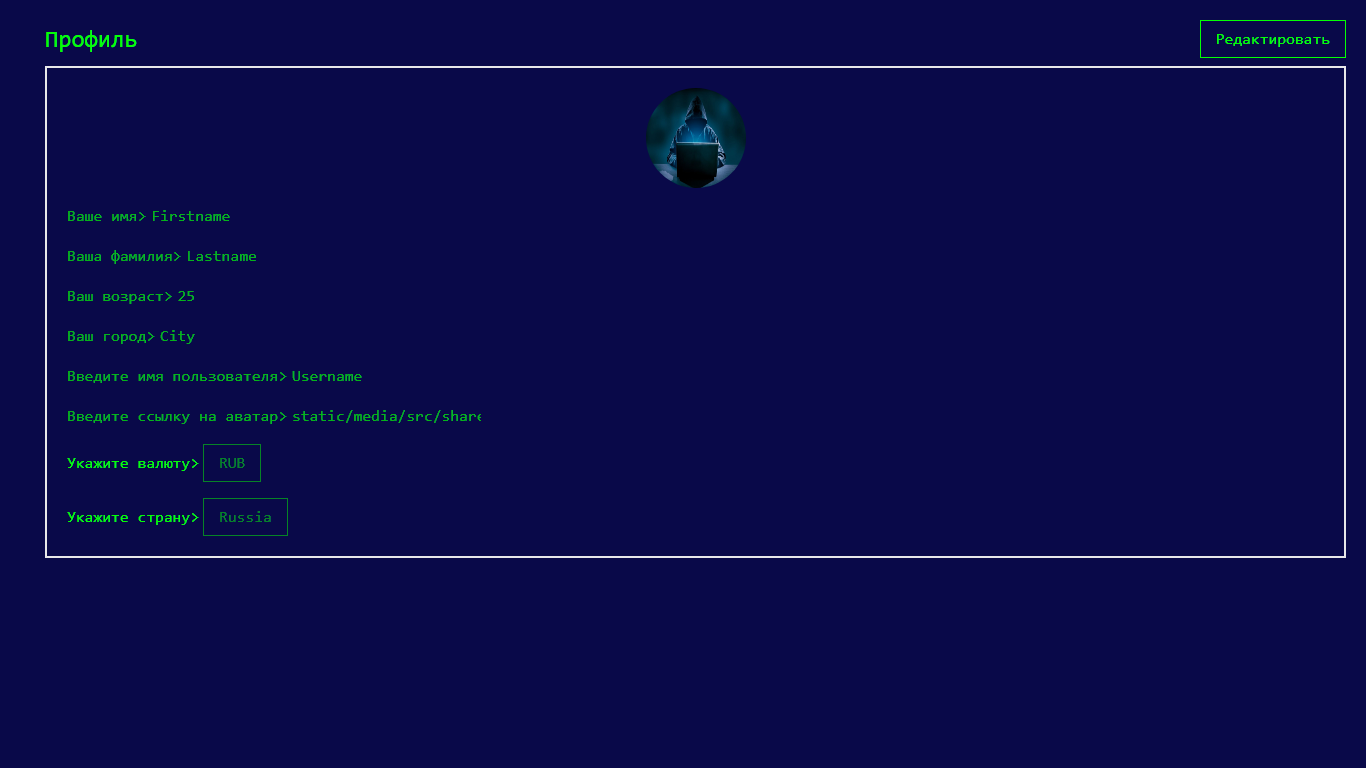 Профиль
Редактировать
Ваше имя> Firstname
Ваша фамилия> Lastname
Ваш возраст> 25
Ваш город> City
Введите имя пользователя> Username
Введите ссылку на аватар> static/media/src/share
Укажите валюту> RUB
Укажите страну> Russia